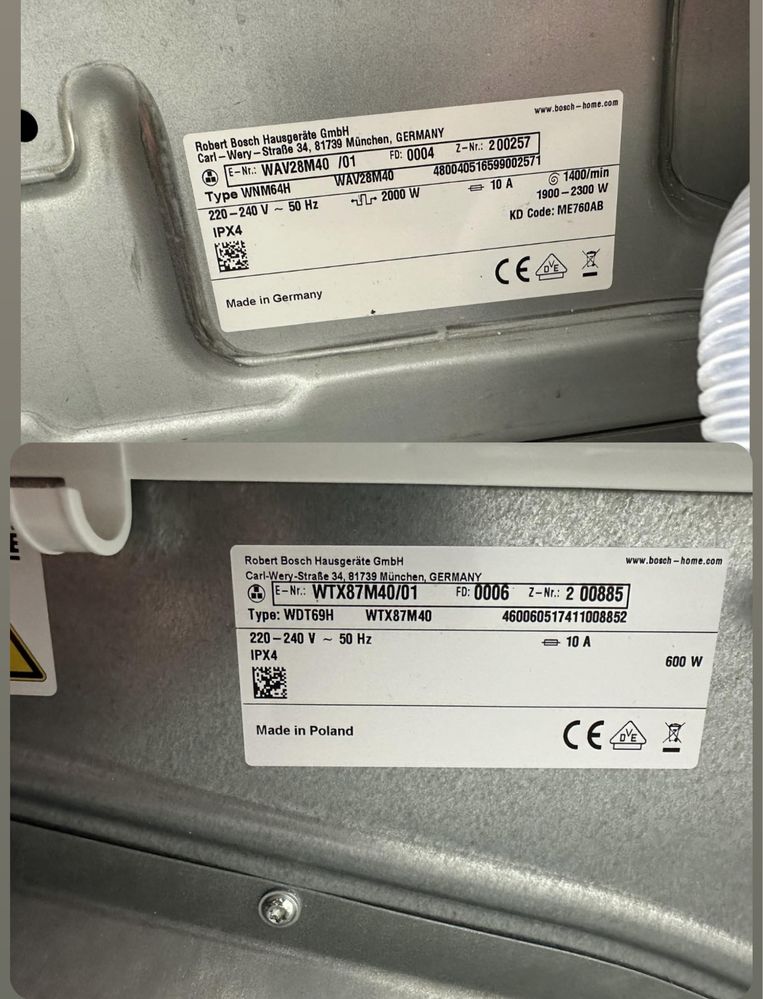 www.bosch-home.com
Robert Bosch Hausgeräte GmbH
Carl-Wery-Straße 34, 81739 München, GERMANY
E-Nr.: WAV28M40 /01 FD: 0004 Z-Nr.: 200257
Type WNM64H WAV28M40 480040516599002571
220-240 V ~ 50 Hz 2000 W 10 A 1400/min
1900-2300 W
IPX4 KD Code: ME760AB
CE DVE
Made in Germany
E
Robert Bosch Hausgeräte GmbH www.bosch-home.com
Carl-Wery-Straße 34, 81739 München, GERMANY
E-Nr.: WTX87M40/01 FD: 0006 Z-Nr.: 2 00885
Type: WDT69H WTX87M40 460060517411008852
220-240 V ~ 50 Hz 10 A
IPX4 600 W
Made in Poland CE DVE